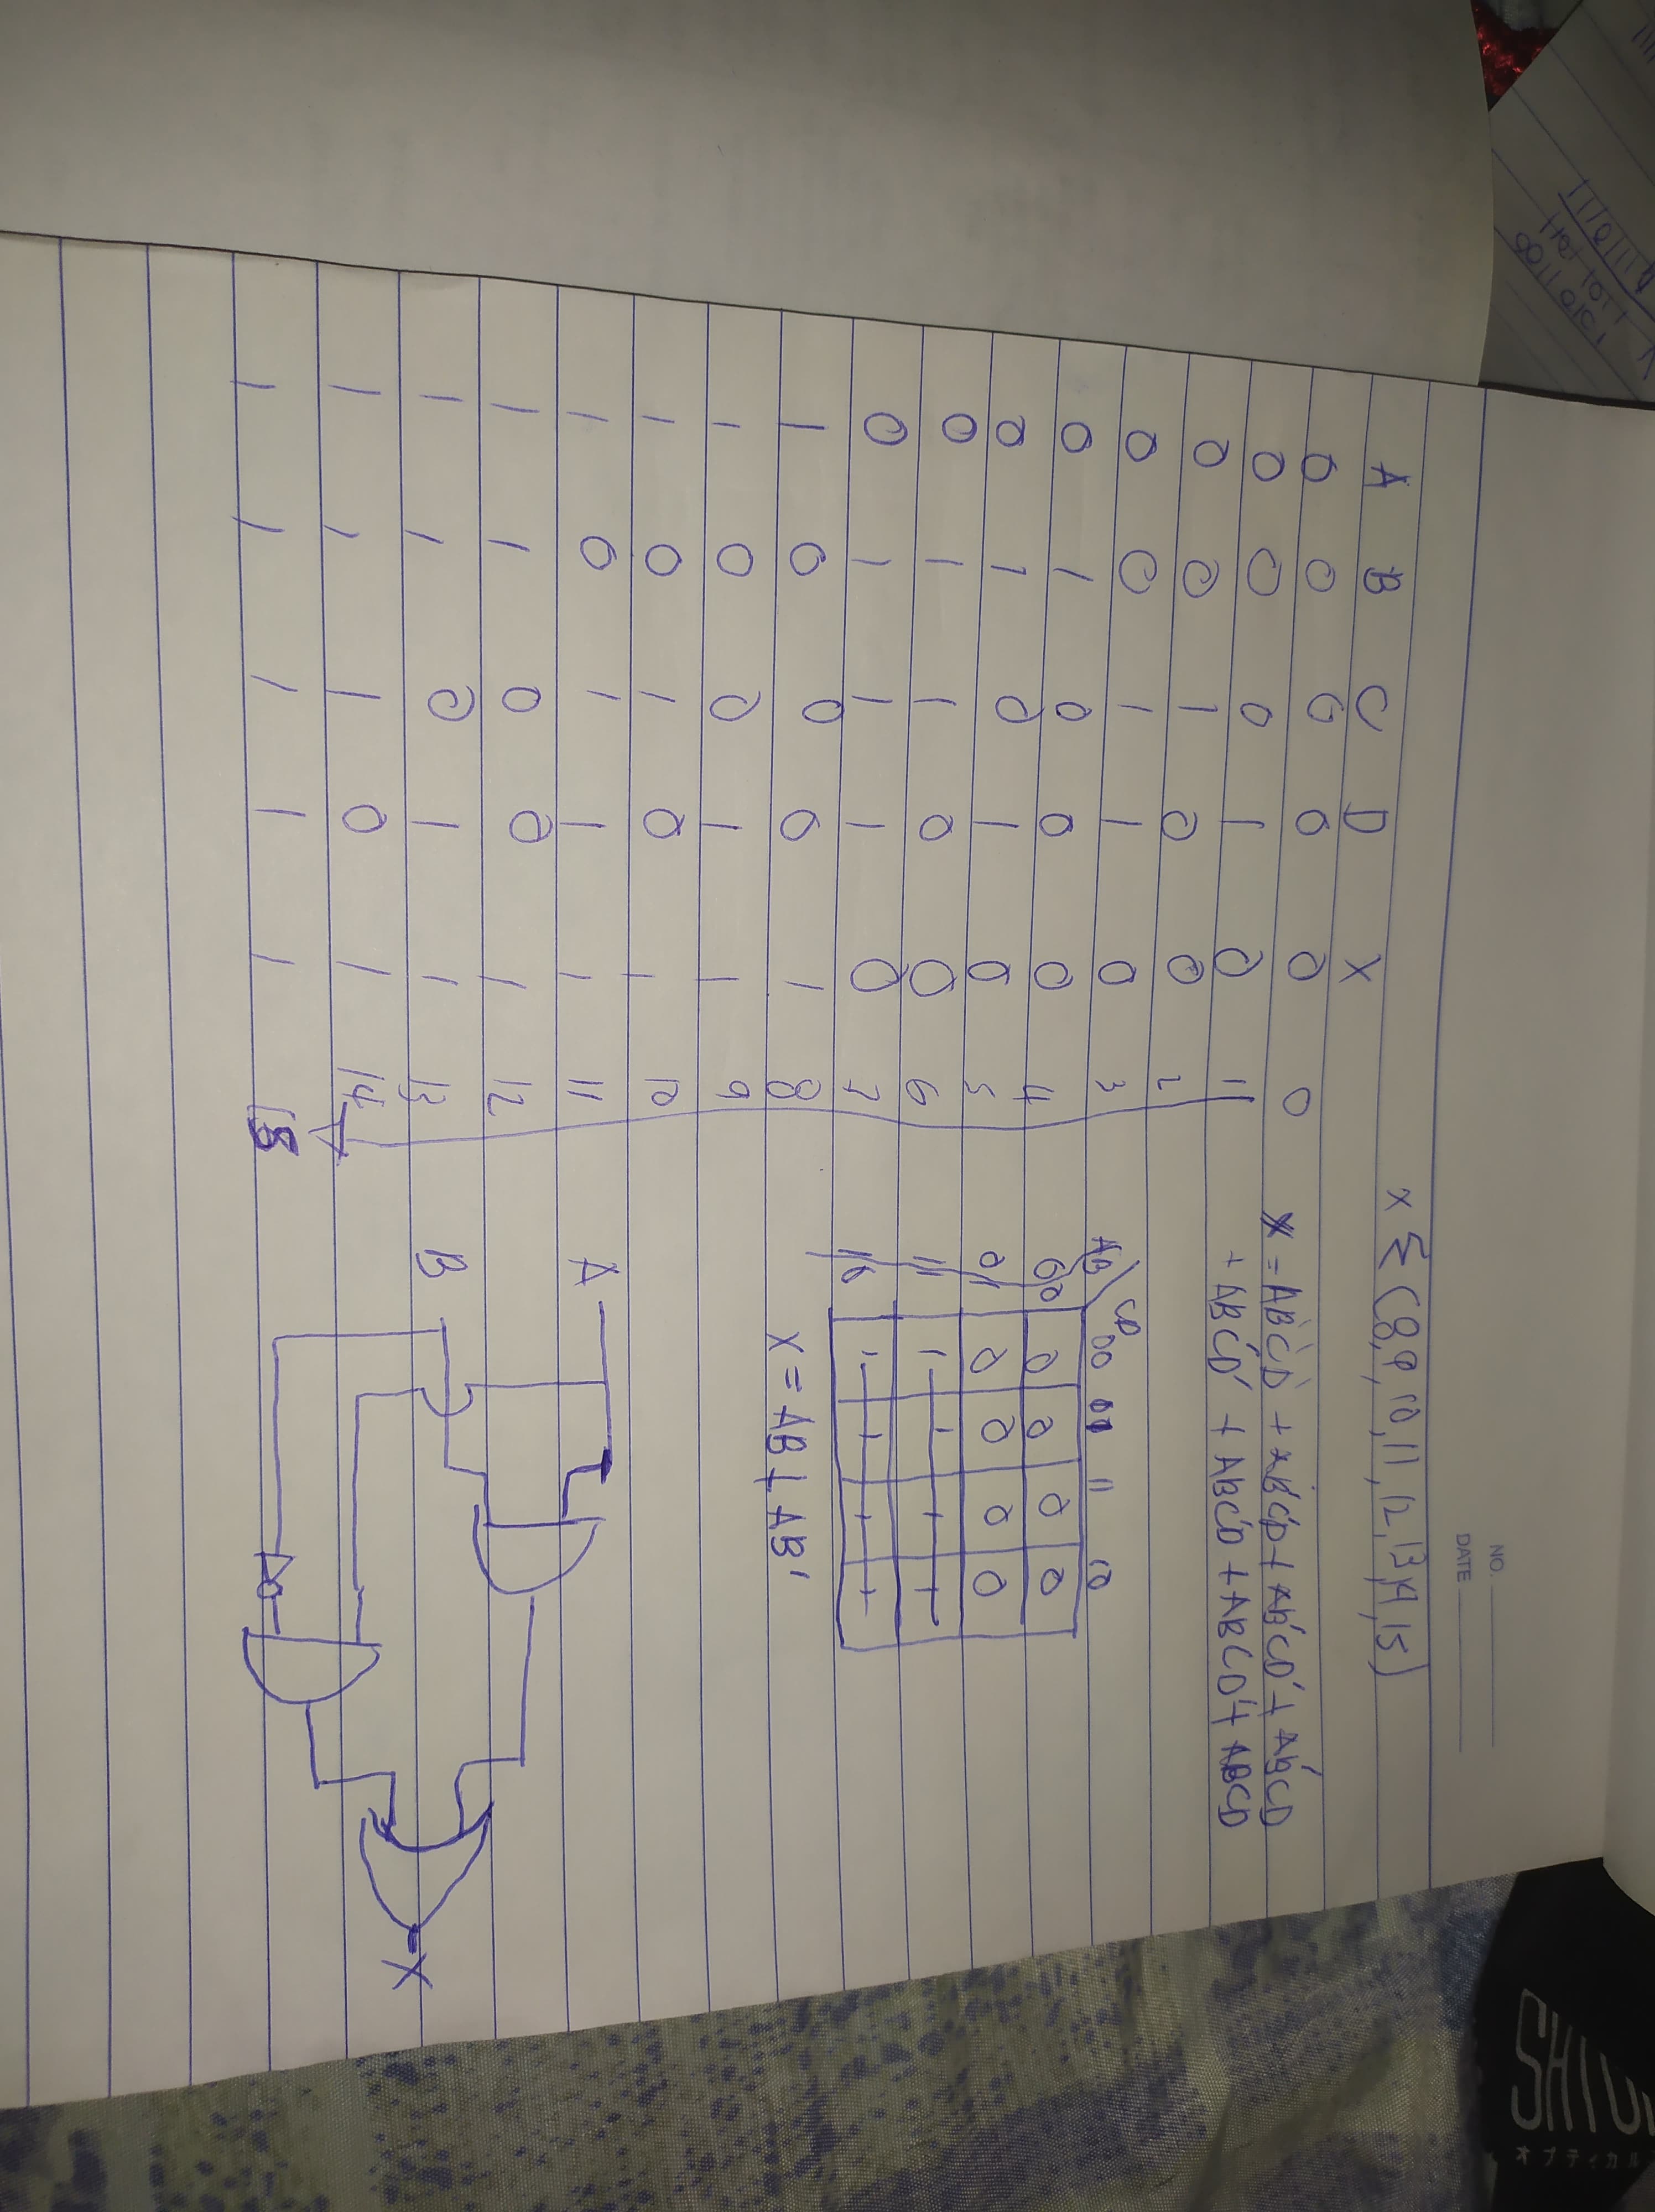 NO.
DATE
x Σ (8,9,10,11,12,13,14,15)
A B C D X
0 0 0 0 0 0
0 0 0 1 0 1
0 0 1 0 0 2
0 0 1 1 0 3
0 1 0 0 0 4
0 1 0 1 0 5
0 1 1 0 0 6
0 1 1 1 0 7
1 0 0 0 1 8
1 0 0 1 1 9
1 0 1 0 1 10
1 0 1 1 1 11
1 1 0 0 1 12
1 1 0 1 1 13
1 1 1 0 1 14
1 1 1 1 1 15
X = AB'C'D' + AB'C'D + AB'CD' + AB'CD
+ ABC'D' + ABC'D + ABCD' + ABCD
AB \ CD 00 01 11 10
00 0 0 0 0
01 0 0 0 0
11 1 1 1 1
10 1 1 1 1
X = AB + AB'
A
B
X
SHIGE